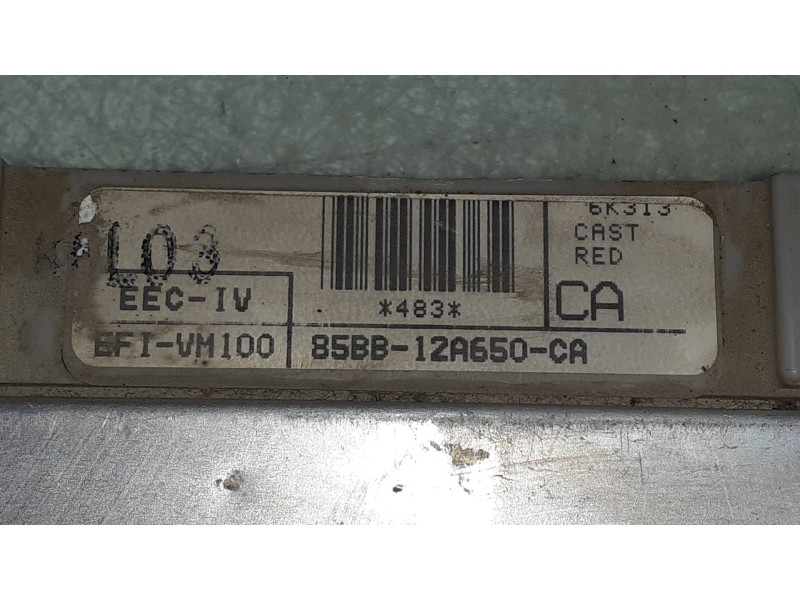 L03
6K313
CAST
RED
EEC-IV
*483*
CA
EFI-VM100
85BB-12A650-CA